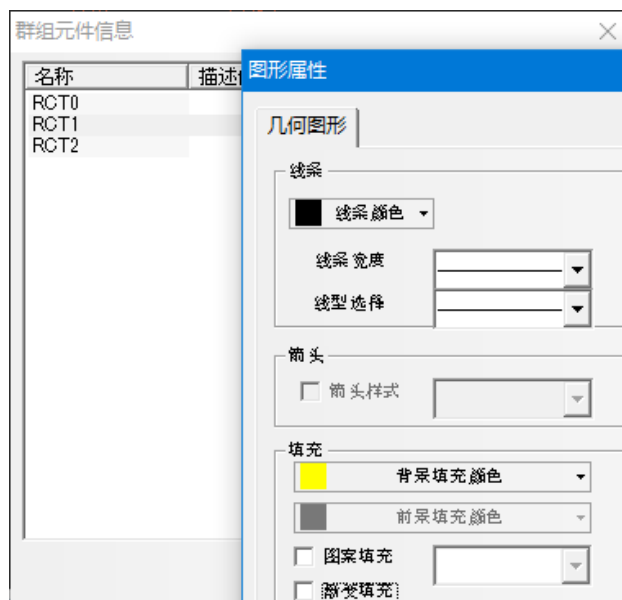 群组元件信息
名称 描述
RCT0
RCT1
RCT2
图形属性
几何图形
线条
线条颜色
线条宽度
线型选择
箭头
箭头样式
填充
背景填充颜色
前景填充颜色
图案填充
渐变填充